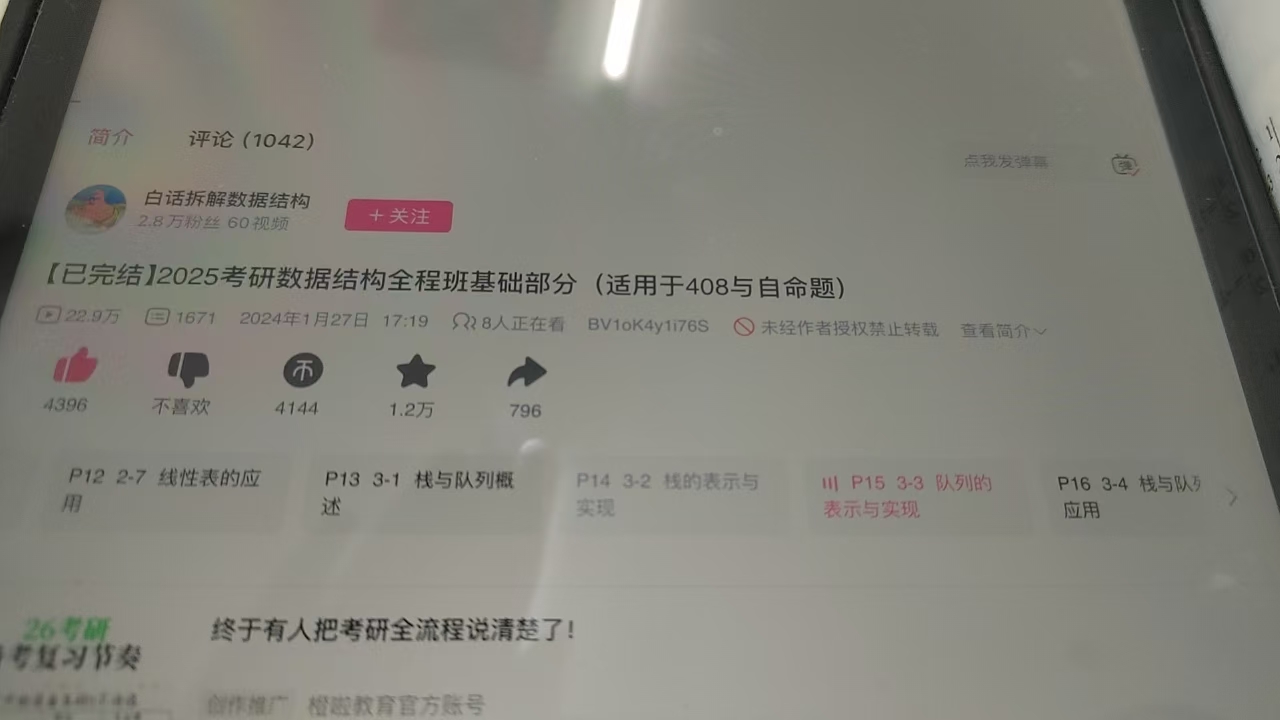 简介 评论（1042）
点我发弹幕
白话拆解数据结构
2.8万粉丝 60视频
＋关注
【已完结】2025考研数据结构全程班基础部分（适用于408与自命题）
22.9万 1671 2024年1月27日 17:19 8人正在看 BV1oK4y1i76S 未经作者授权禁止转载 查看简介
4396 不喜欢 4144 1.2万 796
P12 2-7 线性表的应
用
P13 3-1 栈与队列概
述
P14 3-2 栈的表示与
实现
P15 3-3 队列的
表示与实现
P16 3-4 栈与队列
应用
26考研
考复习节奏
终于有人把考研全流程说清楚了！
创作推广 橙啦教育官方账号